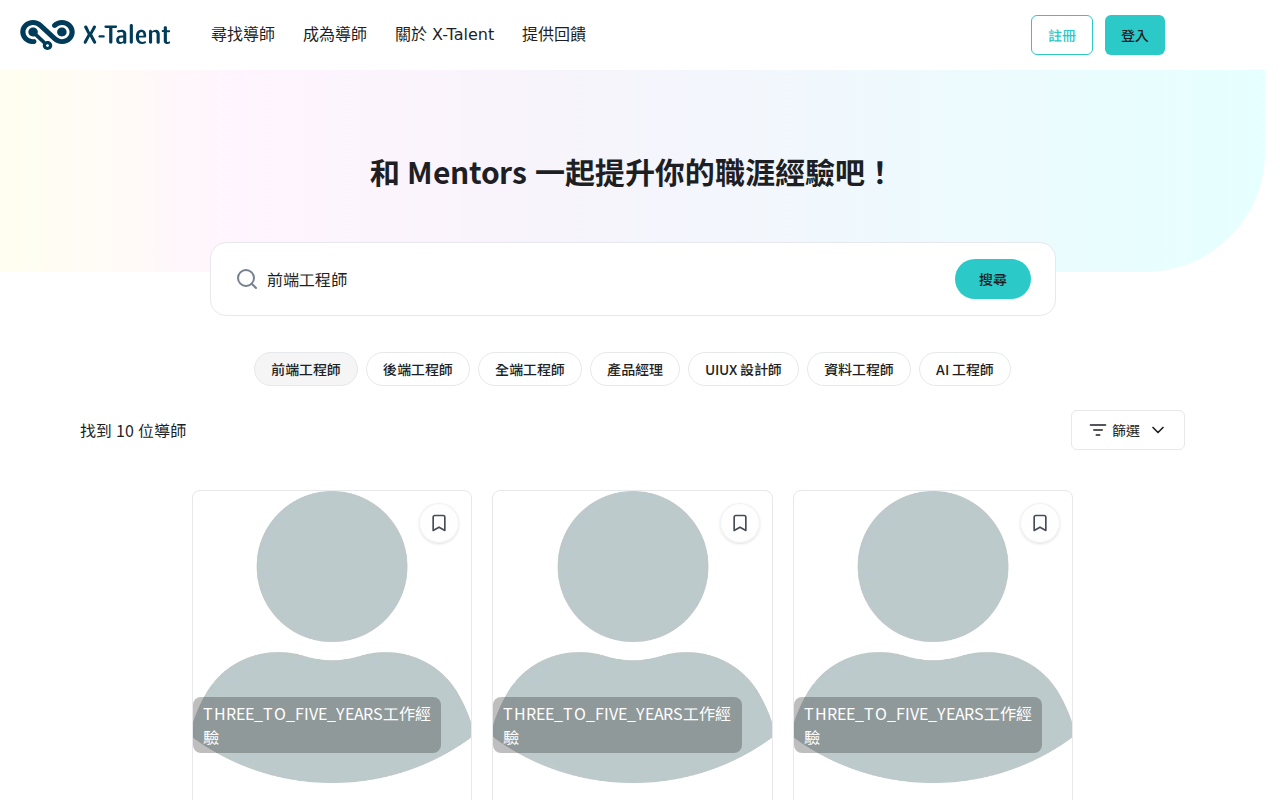 X-Talent 尋找導師 成為導師 關於 X-Talent 提供回饋 註冊 登入
和 Mentors 一起提升你的職涯經驗吧！
前端工程師 搜尋
前端工程師 後端工程師 全端工程師 產品經理 UIUX 設計師 資料工程師 AI 工程師
找到 10 位導師 篩選
THREE_TO_FIVE_YEARS工作經
驗
THREE_TO_FIVE_YEARS工作經
驗
THREE_TO_FIVE_YEARS工作經
驗